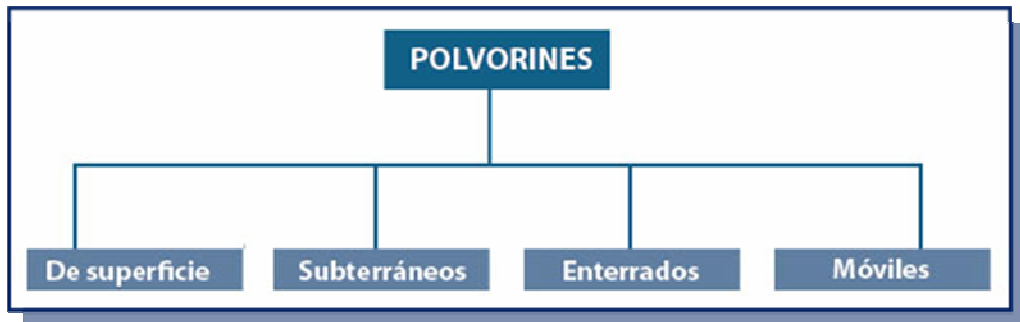 POLVORINES
De superficie
Subterráneos
Enterrados
Móviles